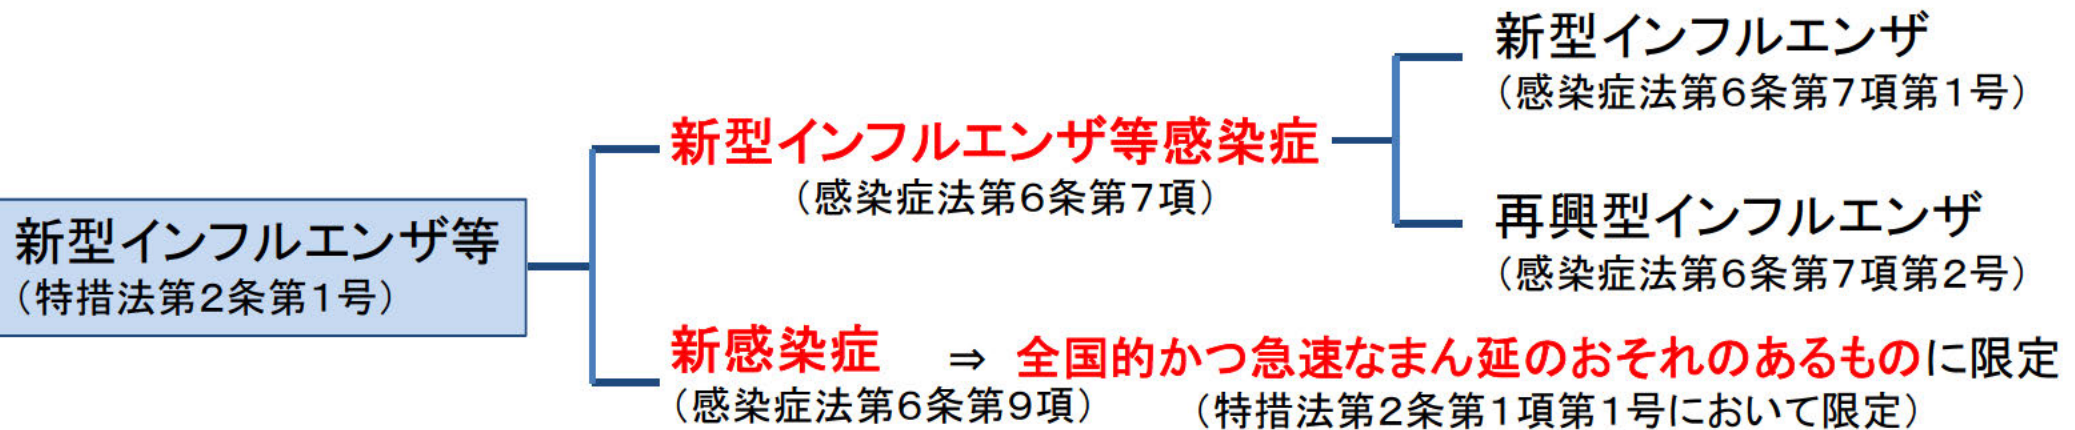 新型インフルエンザ等
(特措法第2条第1号)
新型インフルエンザ等感染症
(感染症法第6条第7項)
新型インフルエンザ
(感染症法第6条第7項第1号)
再興型インフルエンザ
(感染症法第6条第7項第2号)
新感染症 ⇒ 全国的かつ急速なまん延のおそれのあるものに限定
(感染症法第6条第9項) (特措法第2条第1項第1号において限定)